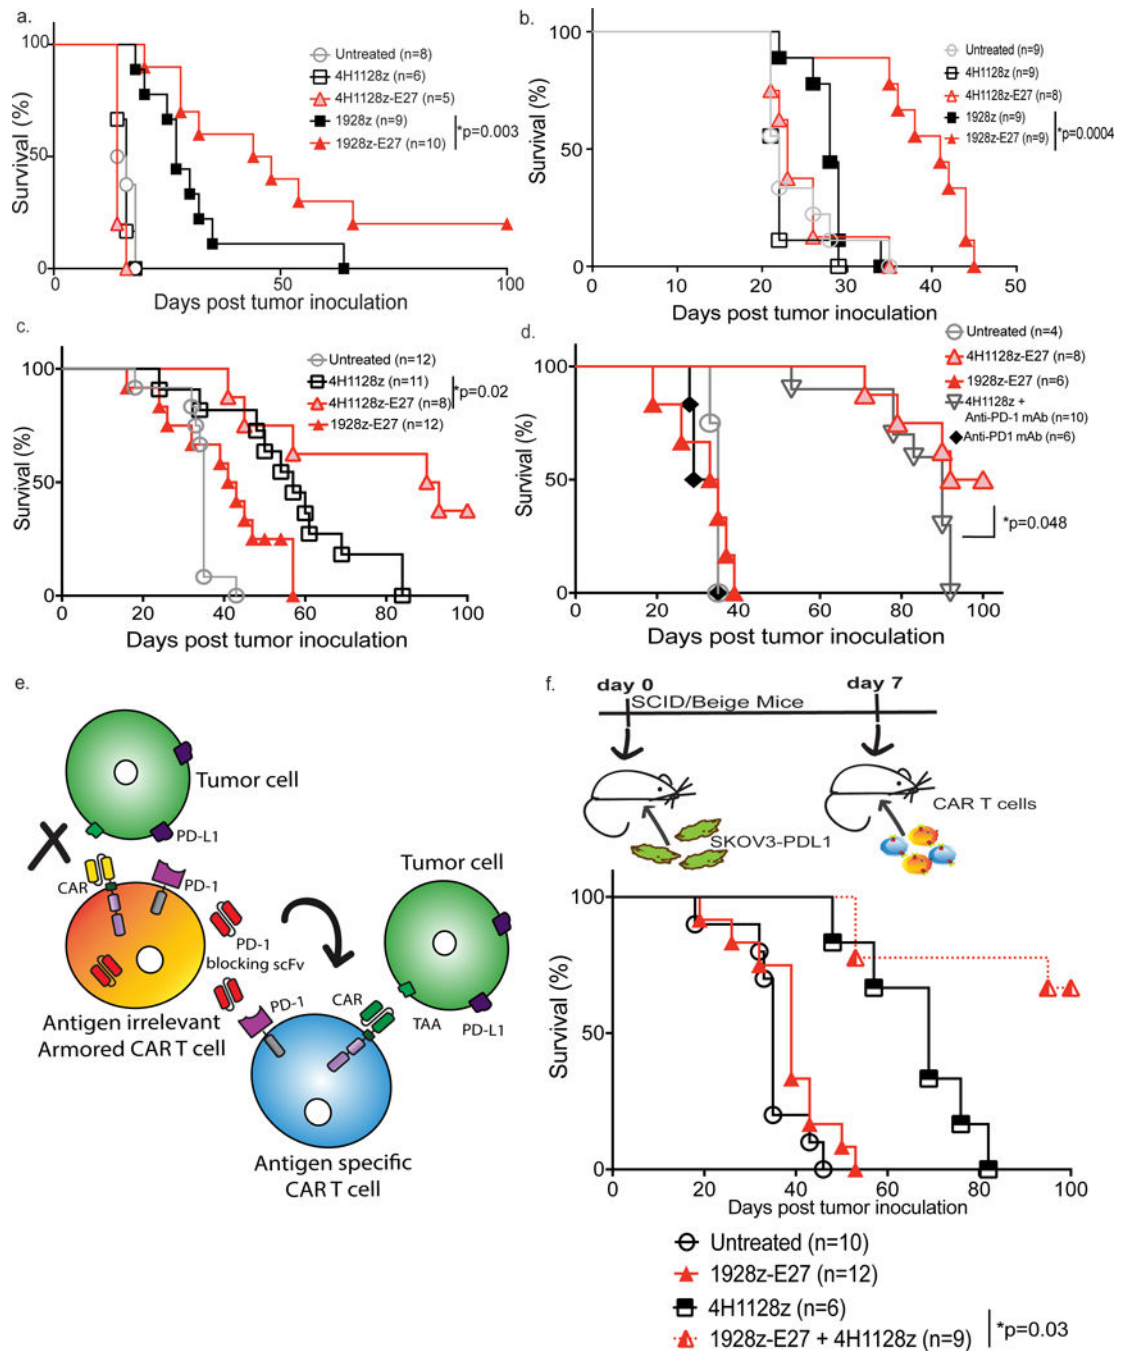 a.
Survival (%)
100
50
0
50
100
Days post tumor inoculation
Untreated (n=8)
4H1128z (n=6)
4H1128z-E27 (n=5)
1928z (n=9)
1928z-E27 (n=10)
*p=0.003
b.
Survival (%)
100
50
0
0
10
20
30
40
50
Days post tumor inoculation
Untreated (n=9)
4H1128z (n=9)
4H1128z-E27 (n=8)
1928z (n=9)
1928z-E27 (n=9)
*p=0.0004
c.
Survival (%)
100
50
0
0
20
40
60
80
100
Days post tumor inoculation
Untreated (n=12)
4H1128z (n=11)
4H1128z-E27 (n=8)
1928z-E27 (n=12)
*p=0.02
d.
Survival (%)
100
50
0
0
20
40
60
80
100
Days post tumor inoculation
Untreated (n=4)
4H1128z-E27 (n=8)
1928z-E27 (n=6)
4H1128z +
Anti-PD-1 mAb (n=10)
Anti-PD1 mAb (n=6)
*p=0.048
e.
Tumor cell
PD-L1
CAR
PD-1
PD-1
blocking scFv
Antigen irrelevant
Armored CAR T cell
Tumor cell
PD-1
CAR
TAA
PD-L1
Antigen specific
CAR T cell
f.
day 0
day 7
SCID/Beige Mice
SKOV3-PDL1
CAR T cells
Survival (%)
100
50
0
0
20
40
60
80
100
Days post tumor inoculation
Untreated (n=10)
1928z-E27 (n=12)
4H1128z (n=6)
1928z-E27 + 4H1128z (n=9)
*p=0.03